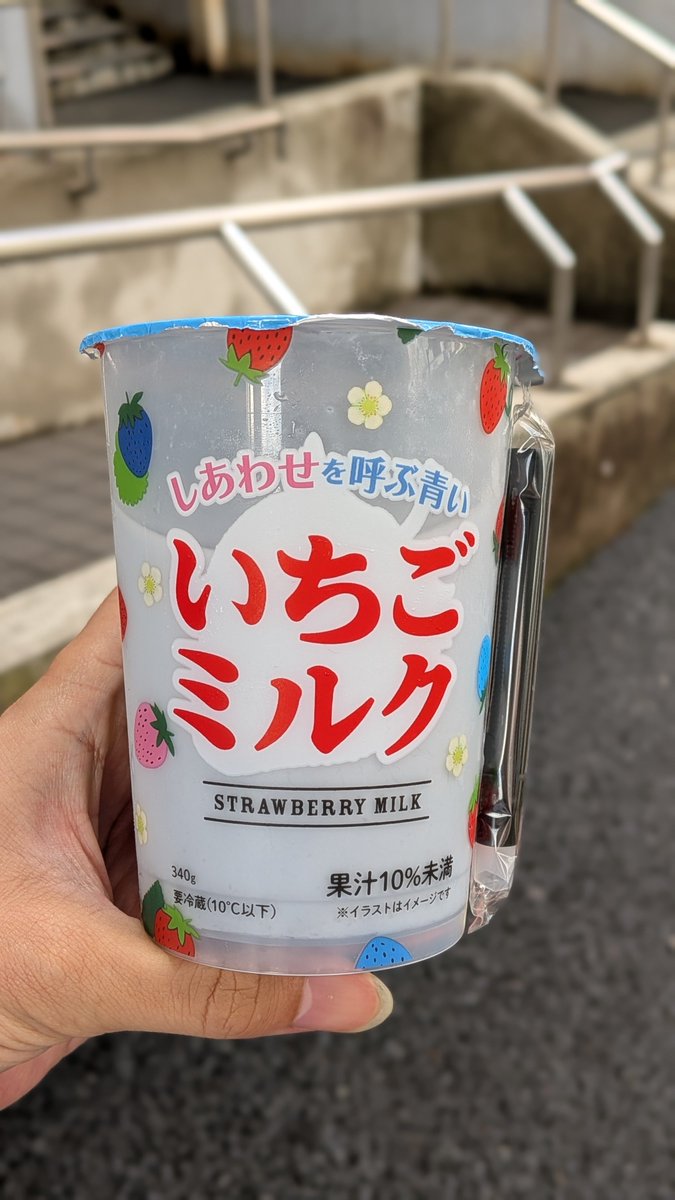 しあわせを呼ぶ青い
いちご
ミルク
STRAWBERRY MILK
340g
要冷蔵(10℃以下)
果汁10%未満
※イラストはイメージです